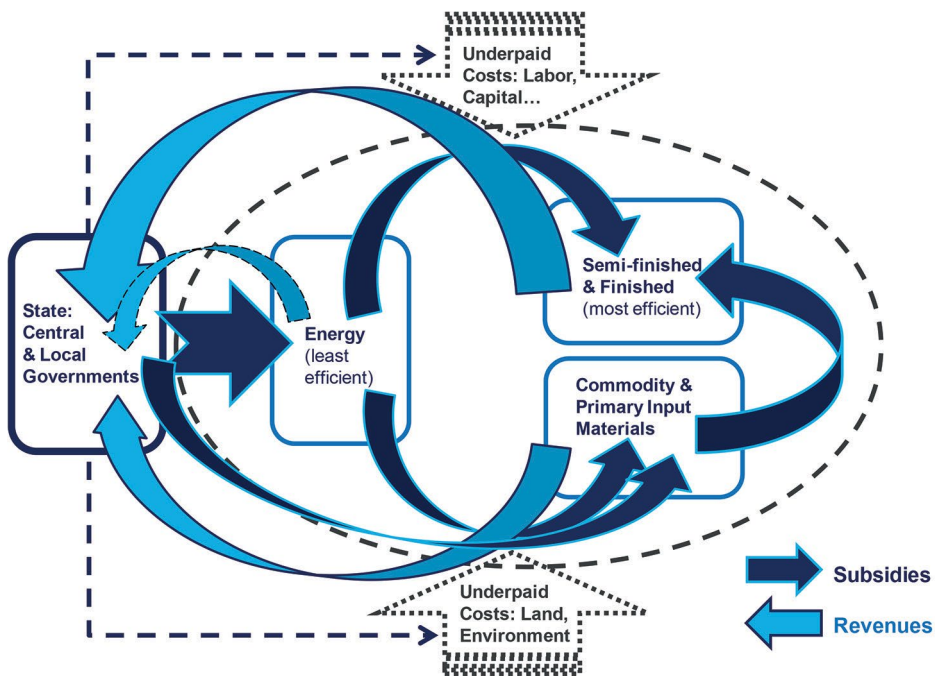 Underpaid
Costs: Labor,
Capital…
State:
Central
& Local
Governments
Energy
(least
efficient)
Semi-finished
& Finished
(most efficient)
Commodity &
Primary Input
Materials
Underpaid
Costs: Land,
Environment
Subsidies
Revenues